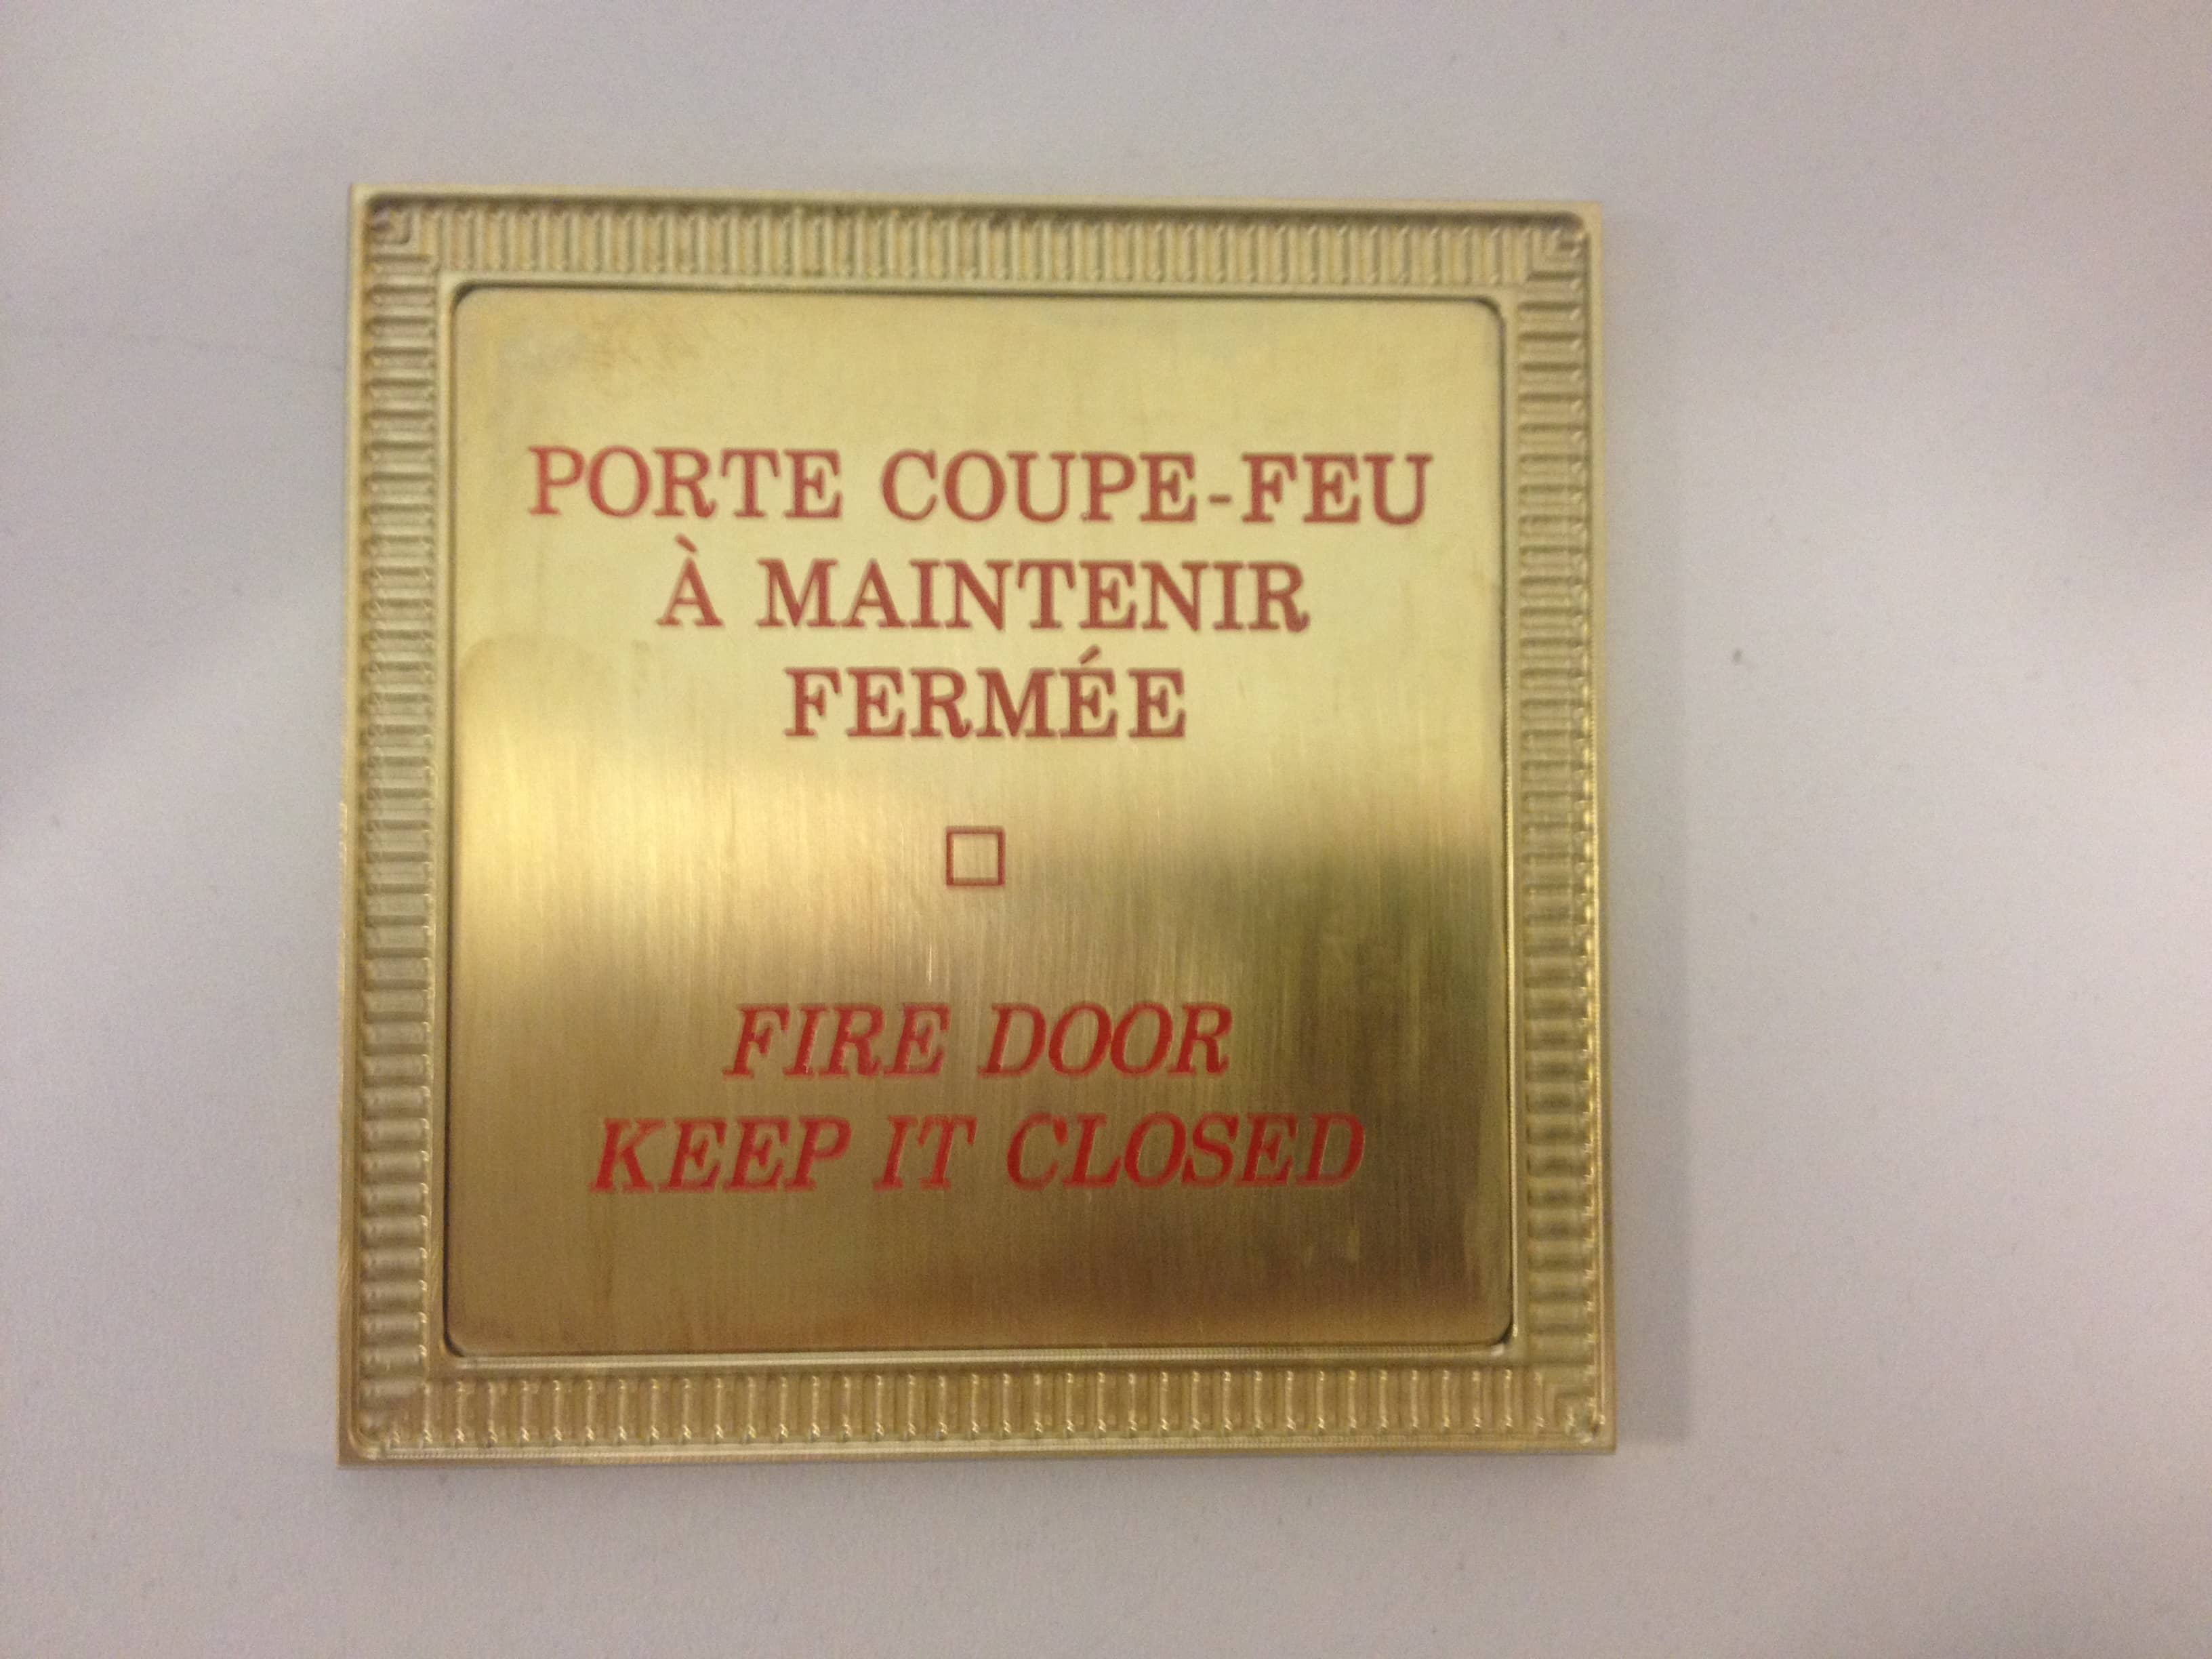 PORTE COUPE-FEU
À MAINTENIR
FERMÉE
FIRE DOOR
KEEP IT CLOSED